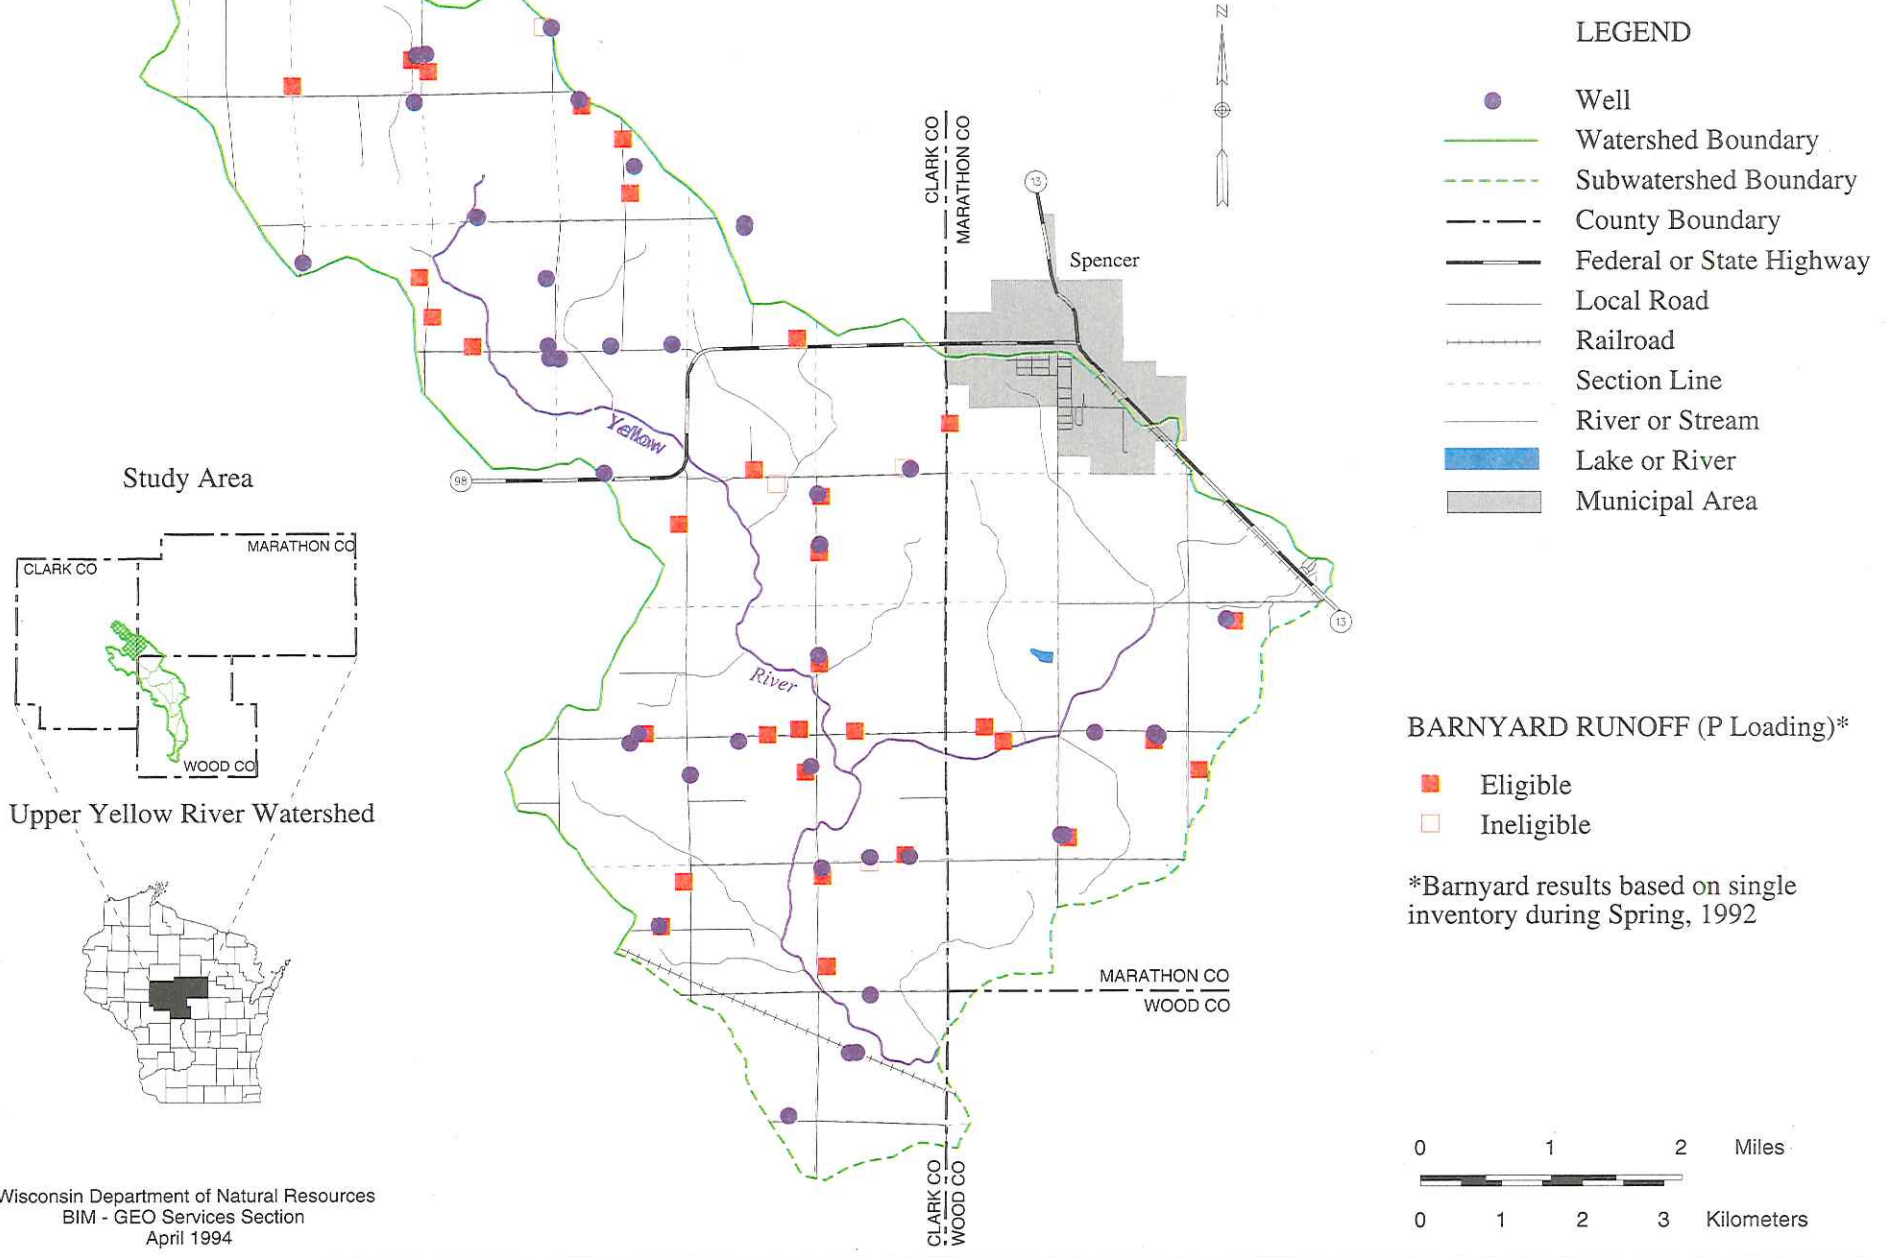 N
LEGEND
Well
Watershed Boundary
Subwatershed Boundary
County Boundary
Federal or State Highway
Local Road
Railroad
Section Line
River or Stream
Lake or River
Municipal Area
CLARK CO
MARATHON CO
13
Spencer
Yellow
98
River
13
Study Area
MARATHON CO
CLARK CO
WOOD CO
Upper Yellow River Watershed
BARNYARD RUNOFF (P Loading)*
Eligible
Ineligible
*Barnyard results based on single
inventory during Spring, 1992
MARATHON CO
WOOD CO
CLARK CO
WOOD CO
0 1 2 Miles
0 1 2 3 Kilometers
Wisconsin Department of Natural Resources
BIM - GEO Services Section
April 1994